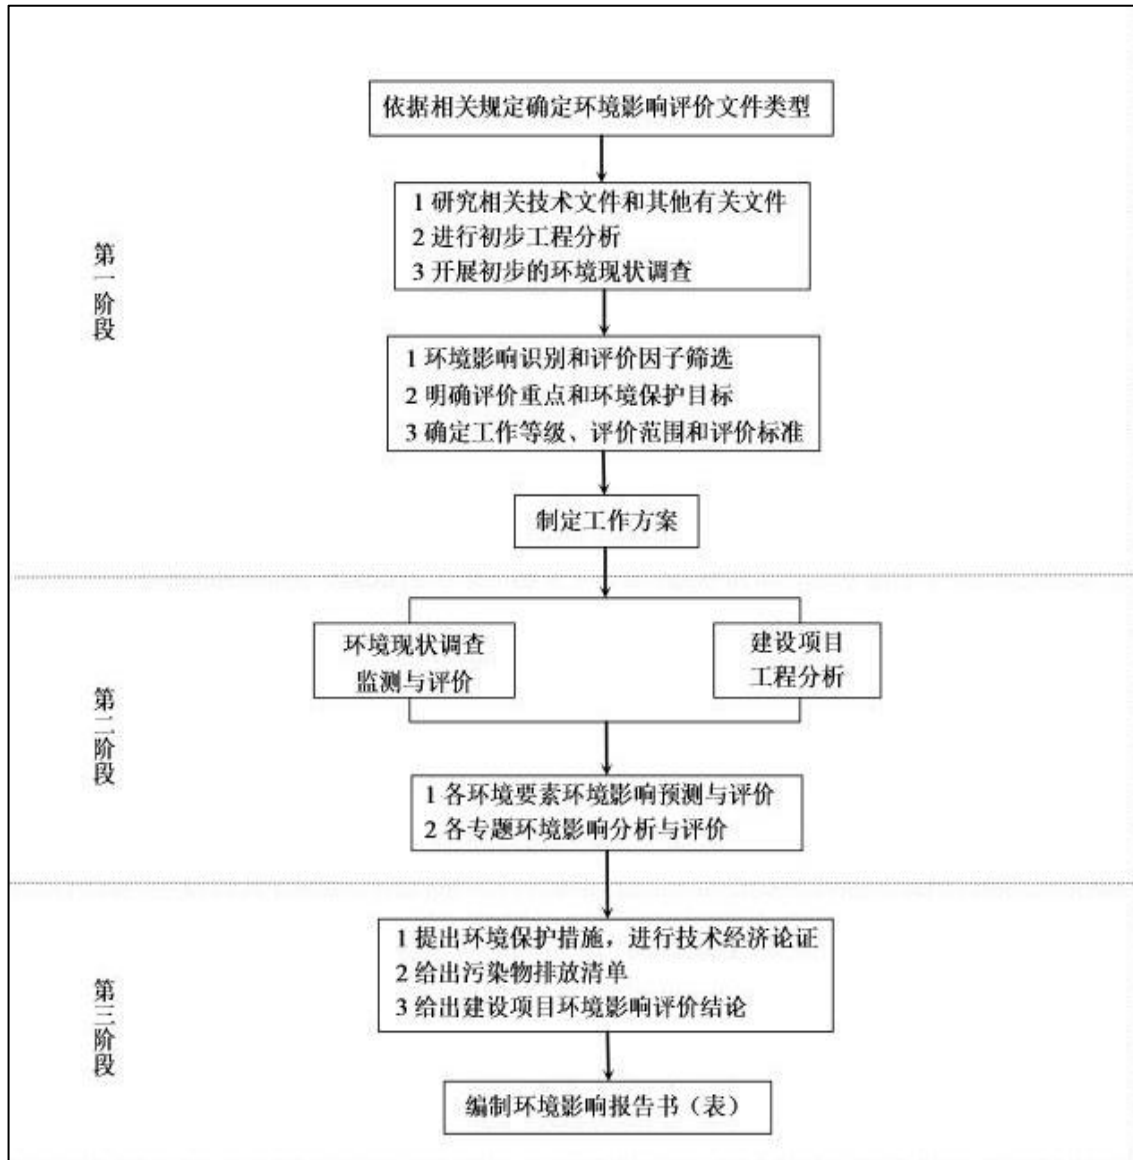 依据相关规定确定环境影响评价文件类型
1 研究相关技术文件和其他有关文件
2 进行初步工程分析
3 开展初步的环境现状调查
第一阶段
1 环境影响识别和评价因子筛选
2 明确评价重点和环境保护目标
3 确定工作等级、评价范围和评价标准
制定工作方案
环境现状调查
监测与评价
建设项目
工程分析
第二阶段
1 各环境要素环境影响预测与评价
2 各专题环境影响分析与评价
1 提出环境保护措施，进行技术经济论证
2 给出污染物排放清单
3 给出建设项目环境影响评价结论
第三阶段
编制环境影响报告书（表）